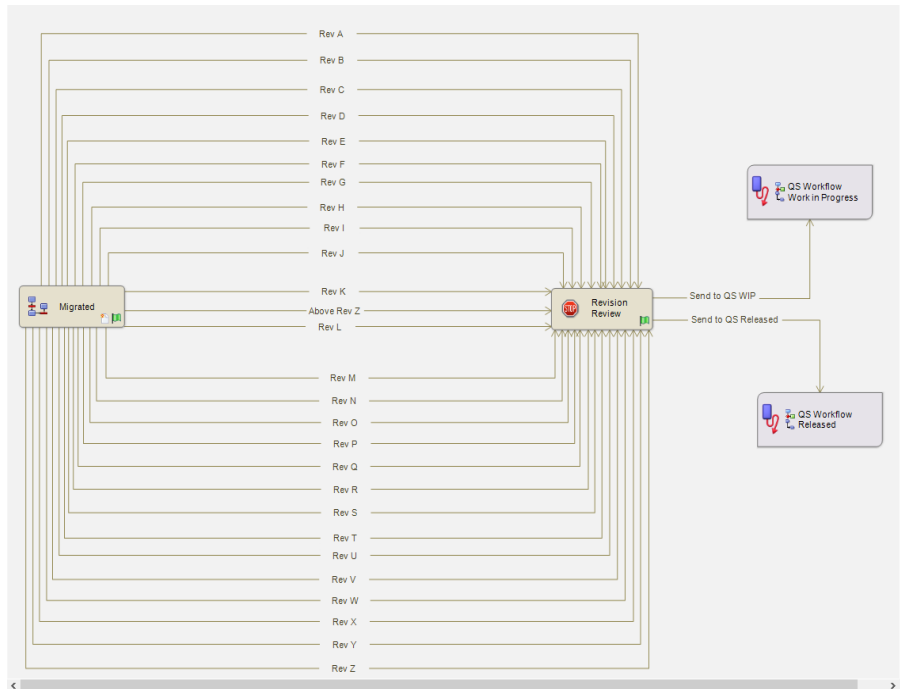 Rev A
Rev B
Rev C
Rev D
Rev E
Rev F
Rev G
Rev H
Rev I
Rev J
Rev K
Above Rev Z
Rev L
Rev M
Rev N
Rev O
Rev P
Rev Q
Rev R
Rev S
Rev T
Rev U
Rev V
Rev W
Rev X
Rev Y
Rev Z
Migrated
STOP
Revision
Review
Send to QS WIP
Send to QS Released
QS Workflow
Work in Progress
QS Workflow
Released